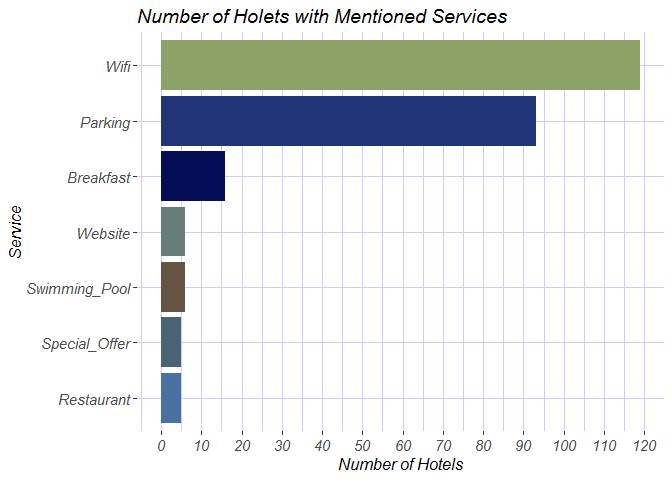 Number of Holets with Mentioned Services
Wifi
Parking
Breakfast
Website
Swimming_Pool
Special_Offer
Restaurant
Service
0 10 20 30 40 50 60 70 80 90 100 110 120
Number of Hotels